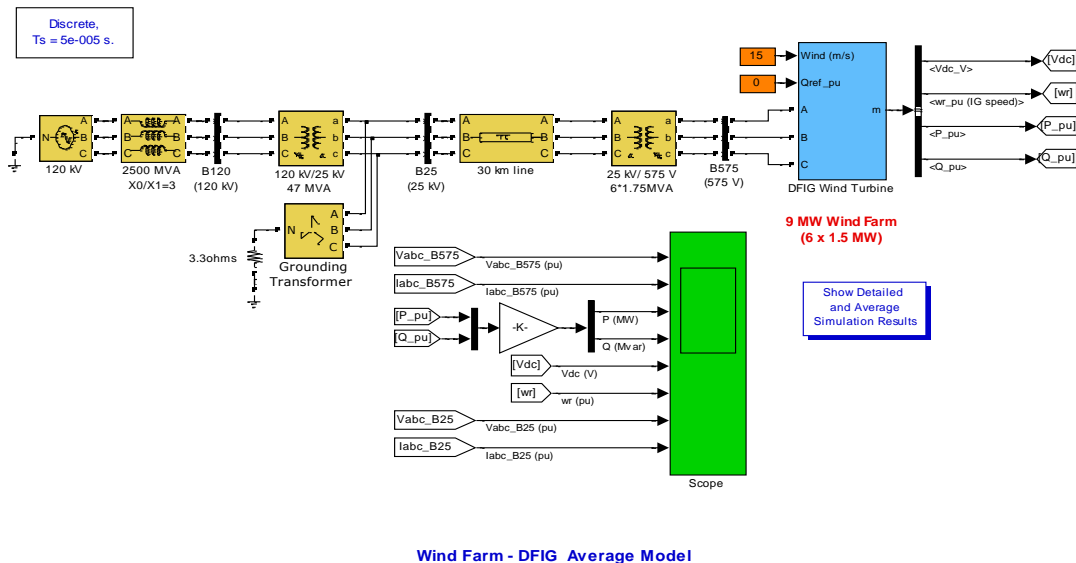 Discrete,
Ts = 5e-005 s.
15
Wind (m/s)
0
Qref_pu
A
B
C
m
DFIG Wind Turbine
<Vdc_V>
[Vdc]
<wr_pu (IG speed)>
[wr]
<P_pu>
[P_pu]
<Q_pu>
[Q_pu]
N
A
B
C
120 kV
A
B
C
A
B
C
2500 MVA
X0/X1=3
B120
(120 kV)
A
B
C
a
b
c
120 kV/25 kV
47 MVA
B25
(25 kV)
A
B
C
A
B
C
30 km line
A
B
C
a
b
c
25 kV/ 575 V
6*1.75MVA
B575
(575 V)
9 MW Wind Farm
(6 x 1.5 MW)
3.3ohms
N
A
B
C
Grounding
Transformer
Vabc_B575
Vabc_B575 (pu)
Iabc_B575
Iabc_B575 (pu)
[P_pu]
[Q_pu]
-K-
P (MW)
Q (Mvar)
[Vdc]
Vdc (V)
[wr]
wr (pu)
Vabc_B25
Vabc_B25 (pu)
Iabc_B25
Iabc_B25 (pu)
Scope
Show Detailed
and Average
Simulation Results
Wind Farm - DFIG Average Model